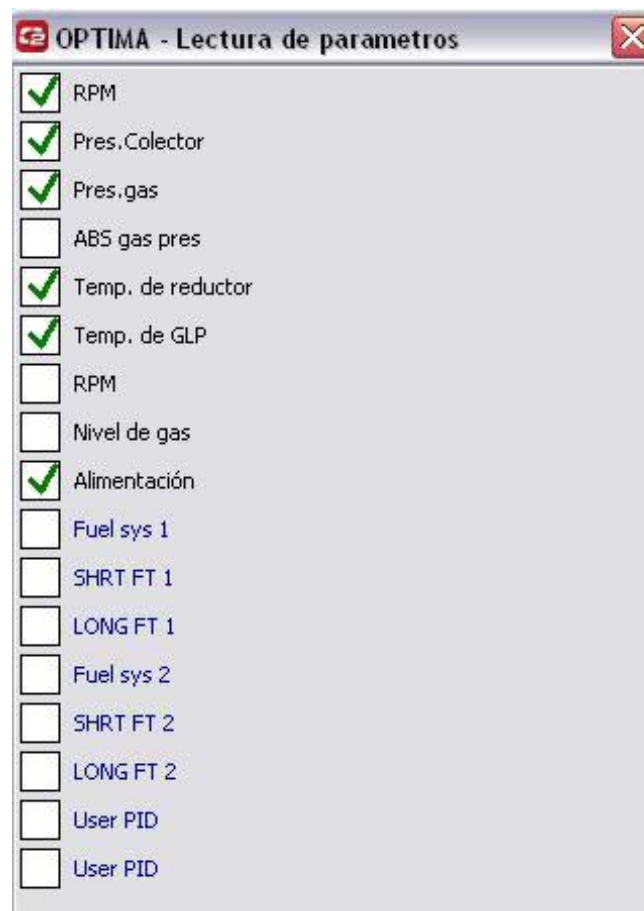 OPTIMA - Lectura de parametros
RPM
Pres.Colector
Pres.gas
ABS gas pres
Temp. de reductor
Temp. de GLP
RPM
Nivel de gas
Alimentación
Fuel sys 1
SHRT FT 1
LONG FT 1
Fuel sys 2
SHRT FT 2
LONG FT 2
User PID
User PID